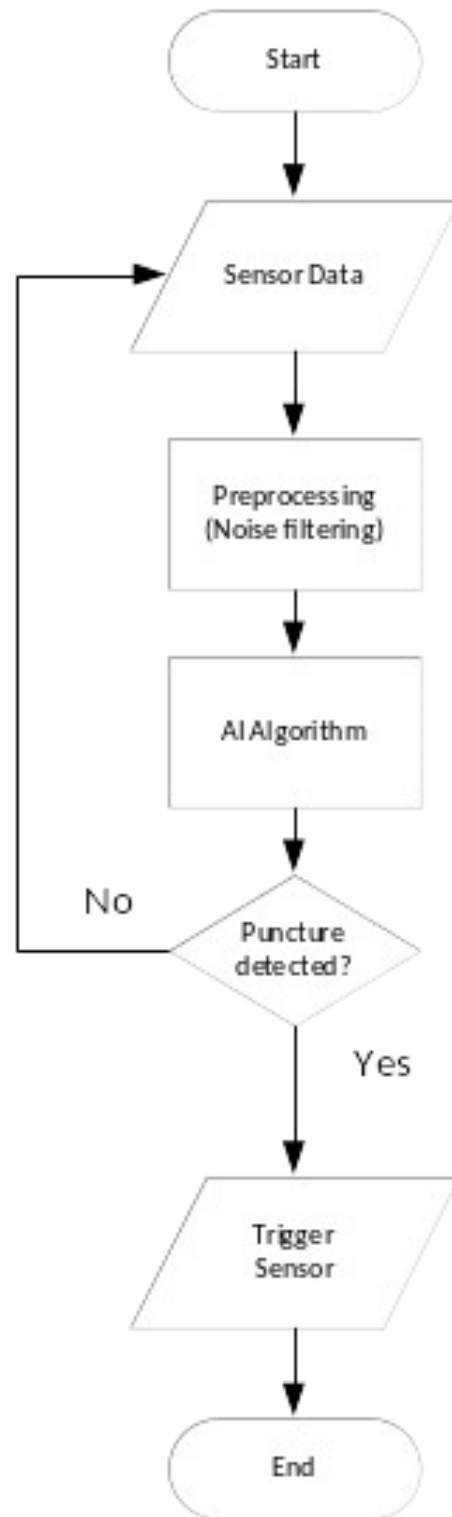 Start
Sensor Data
Preprocessing
(Noise filtering)
AI Algorithm
No
Puncture
detected?
Yes
Trigger
Sensor
End